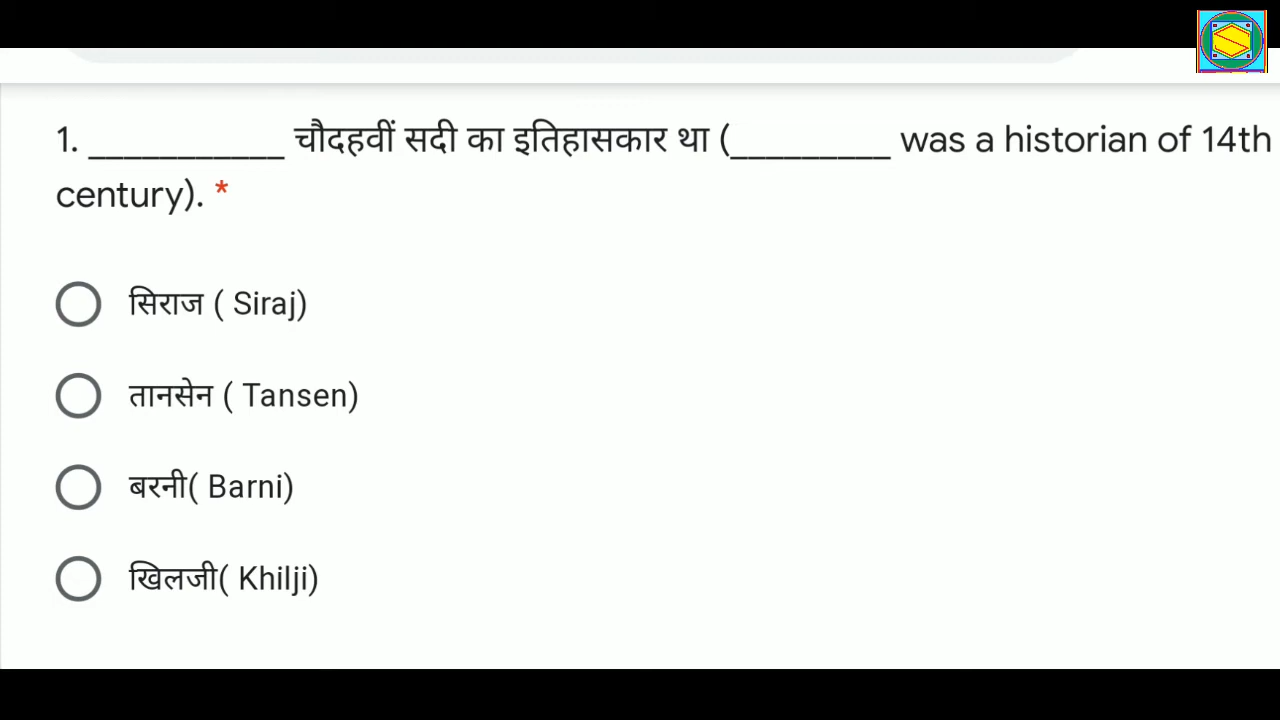 1. ___________ चौदहवीं सदी का इतिहासकार था (_________ was a historian of 14th
century). *
सिराज ( Siraj)
तानसेन ( Tansen)
बरनी( Barni)
खिलजी( Khilji)